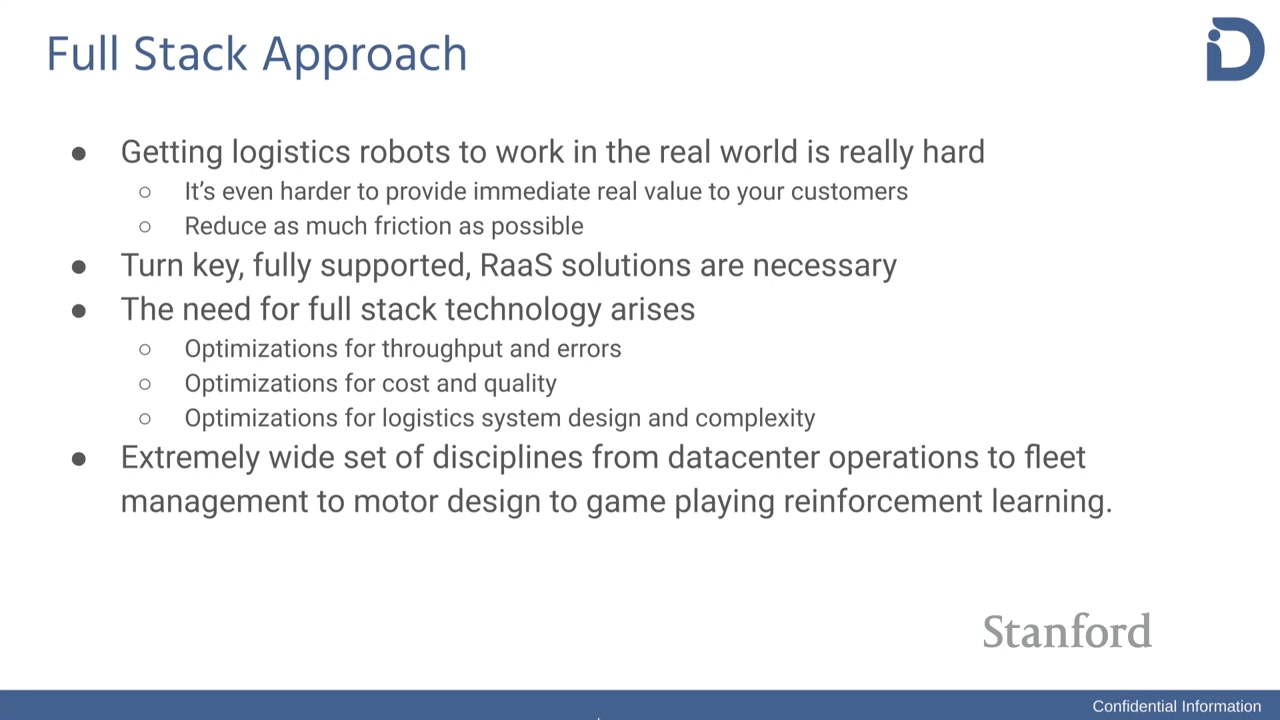 Full Stack Approach
● Getting logistics robots to work in the real world is really hard
○ It’s even harder to provide immediate real value to your customers
○ Reduce as much friction as possible
● Turn key, fully supported, RaaS solutions are necessary
● The need for full stack technology arises
○ Optimizations for throughput and errors
○ Optimizations for cost and quality
○ Optimizations for logistics system design and complexity
● Extremely wide set of disciplines from datacenter operations to fleet
management to motor design to game playing reinforcement learning.
Stanford
Confidential Information